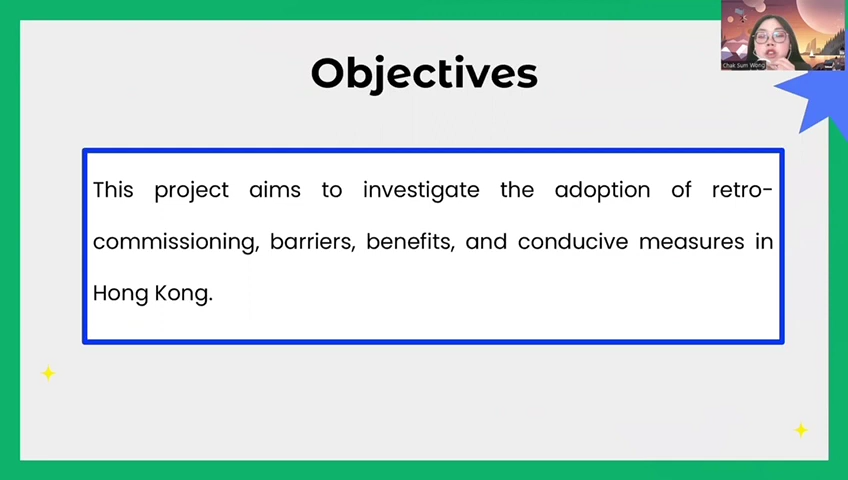 Objectives
Chak Sum Wong
This project aims to investigate the adoption of retro-
commissioning, barriers, benefits, and conducive measures in
Hong Kong.